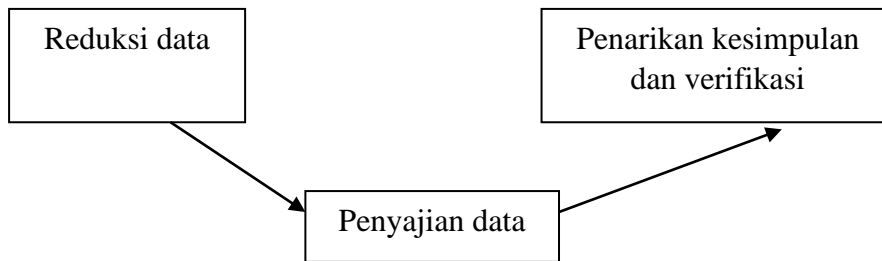 Reduksi data
Penarikan kesimpulan
dan verifikasi
Penyajian data